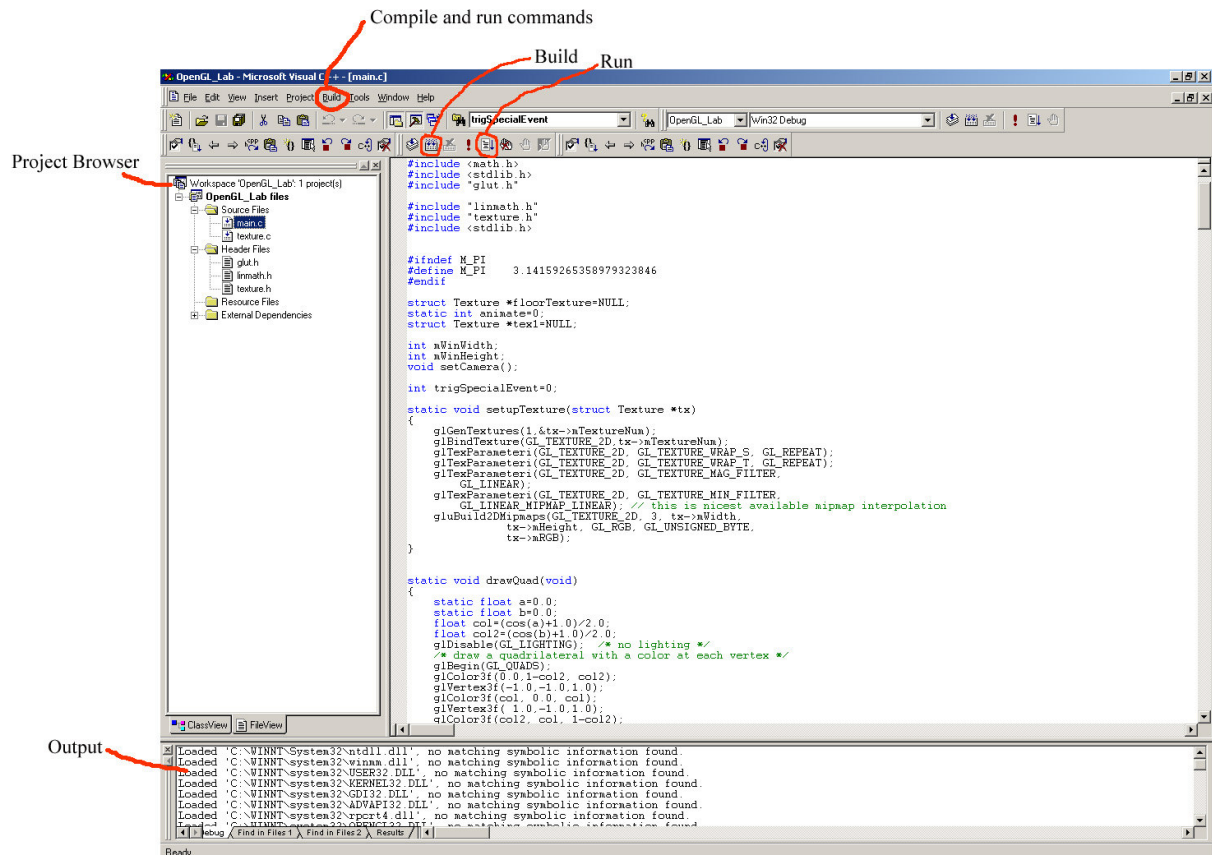 Compile and run commands
Build
Run
OpenGL_Lab - Microsoft Visual C++ - [main.c]
File Edit View Insert Project Build Tools Window Help
trigSpecialEvent
OpenGL_Lab
Win32 Debug
Project Browser
Workspace 'OpenGL_Lab': 1 project(s)
OpenGL_Lab files
Source Files
main.c
texture.c
Header Files
glut.h
linmath.h
texture.h
Resource Files
External Dependencies
ClassView FileView
#include <math.h>
#include <stdlib.h>
#include "glut.h"
#include "linmath.h"
#include "texture.h"
#include <stdlib.h>
#ifndef M_PI
#define M_PI 3.14159265358979323846
#endif
struct Texture *floorTexture=NULL;
static int animate=0;
struct Texture *tex1=NULL;
int mWinWidth;
int mWinHeight;
void setCamera();
int trigSpecialEvent=0;
static void setupTexture(struct Texture *tx)
{
glGenTextures(1,&tx->mTextureNum);
glBindTexture(GL_TEXTURE_2D,tx->mTextureNum);
glTexParameteri(GL_TEXTURE_2D, GL_TEXTURE_WRAP_S, GL_REPEAT);
glTexParameteri(GL_TEXTURE_2D, GL_TEXTURE_WRAP_T, GL_REPEAT);
glTexParameteri(GL_TEXTURE_2D, GL_TEXTURE_MAG_FILTER,
GL_LINEAR);
glTexParameteri(GL_TEXTURE_2D, GL_TEXTURE_MIN_FILTER,
GL_LINEAR_MIPMAP_LINEAR); // this is nicest available mipmap interpolation
gluBuild2DMipmaps(GL_TEXTURE_2D, 3, tx->mWidth,
tx->mHeight, GL_RGB, GL_UNSIGNED_BYTE,
tx->mRGB);
}
static void drawQuad(void)
{
static float a=0.0;
static float b=0.0;
float col=(cos(a)+1.0)/2.0;
float col2=(cos(b)+1.0)/2.0;
glDisable(GL_LIGHTING); /* no lighting */
/* draw a quadrilateral with a color at each vertex */
glBegin(GL_QUADS);
glColor3f(0.0,1-col2, col2);
glVertex3f(-1.0,-1.0,1.0);
glColor3f(col, 0.0, col);
glVertex3f( 1.0,-1.0,1.0);
glColor3f(col2, col, 1-col2);
Output
Loaded 'C:\WINNT\System32\ntdll.dll', no matching symbolic information found.
Loaded 'C:\WINNT\system32\winmm.dll', no matching symbolic information found.
Loaded 'C:\WINNT\system32\USER32.DLL', no matching symbolic information found.
Loaded 'C:\WINNT\system32\KERNEL32.DLL', no matching symbolic information found.
Loaded 'C:\WINNT\system32\GDI32.DLL', no matching symbolic information found.
Loaded 'C:\WINNT\system32\ADVAPI32.DLL', no matching symbolic information found.
Loaded 'C:\WINNT\system32\rpcrt4.dll', no matching symbolic information found.
Loaded 'C:\WINNT\system32\OPENGL32.DLL', no matching symbolic information found.
Debug Find in Files 1 Find in Files 2 Results
Ready